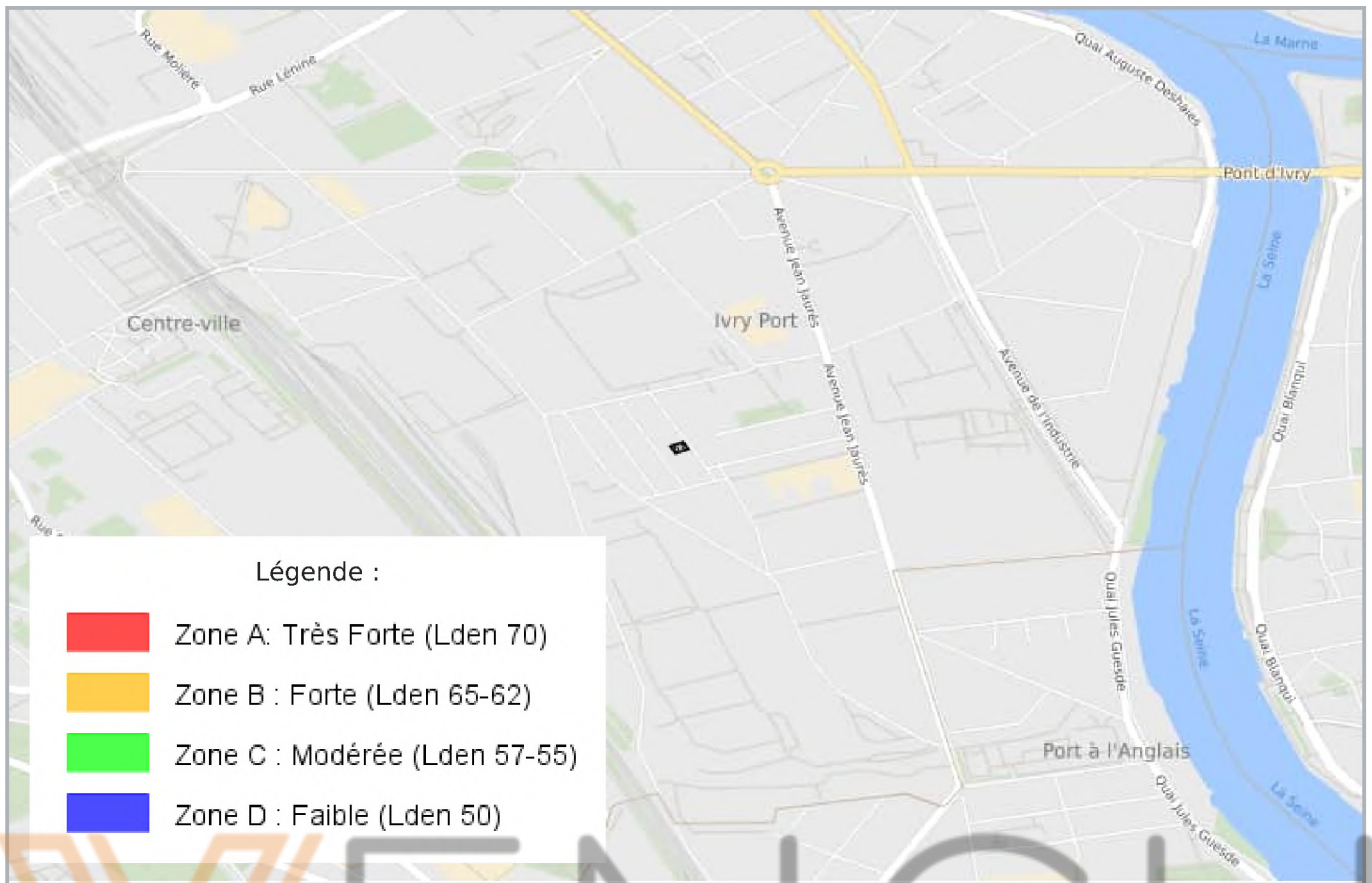 La Marne
Quai Auguste Deshaies
Rue Molière
Rue Lénine
Pont d'Ivry
Avenue Jean Jaurès
La Seine
Centre-ville
Ivry Port
Avenue de l'Industrie
Avenue Jean Jaurès
Quai Blanqui
Rue
Légende :
Zone A: Très Forte (Lden 70)
Zone B : Forte (Lden 65-62)
Zone C : Modérée (Lden 57-55)
Zone D : Faible (Lden 50)
Quai Jules Guesde
La Seine
Quai Blanqui
Port à l'Anglais
Quai Jules Guesde
La Seine